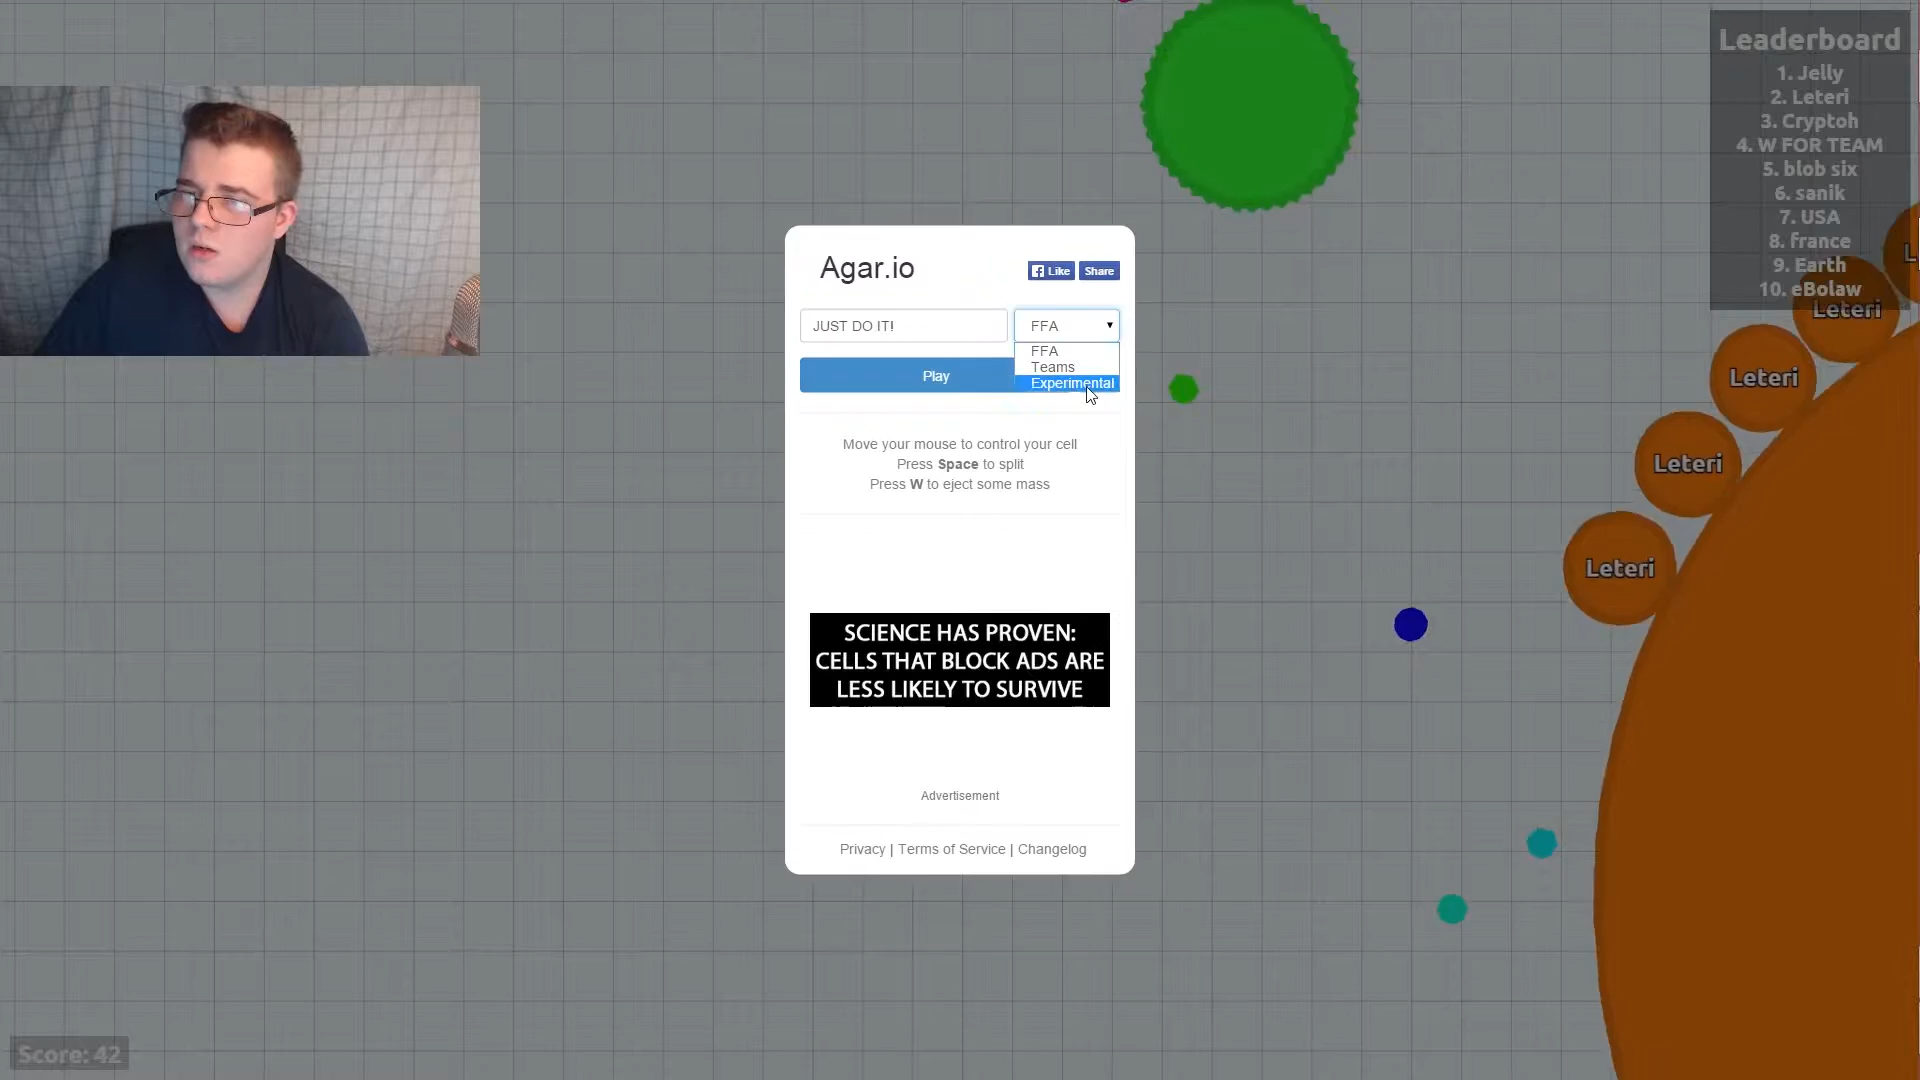 Leaderboard
1. Jelly
2. Leteri
3. Cryptoh
4. W FOR TEAM
5. blob six
6. sanik
7. USA
8. france
9. Earth
10. eBolaw
Agar.io
Like
Share
JUST DO IT!
FFA
FFA
Teams
Experimental
Play
Move your mouse to control your cell
Press Space to split
Press W to eject some mass
SCIENCE HAS PROVEN:
CELLS THAT BLOCK ADS ARE
LESS LIKELY TO SURVIVE
Advertisement
Privacy | Terms of Service | Changelog
Leteri
Leteri
Leteri
Leteri
Score: 42